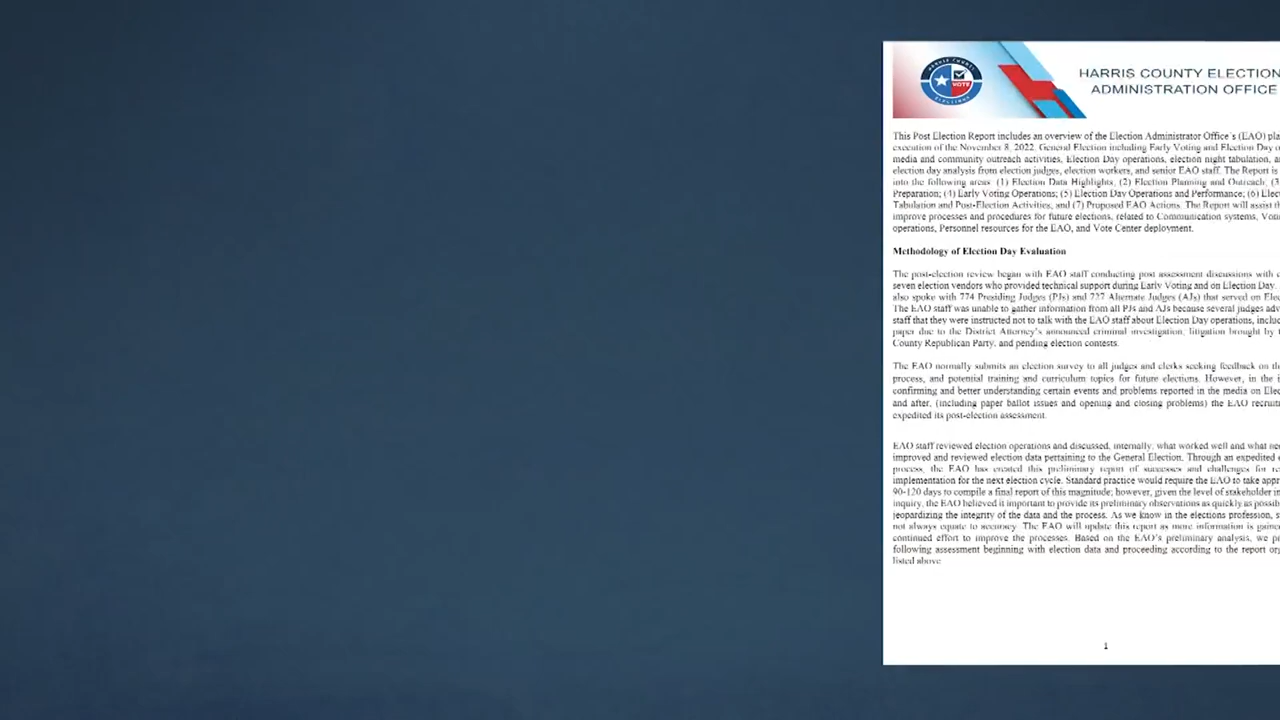 HARRIS COUNTY
VOTE
ELECTIONS
HARRIS COUNTY ELECTION
ADMINISTRATION OFFICE
This Post Election Report includes an overview of the Election Administrator Office's (EAO) pla
execution of the November 8, 2022, General Election including Early Voting and Election Day o
media and community outreach activities, Election Day operations, election night tabulation, a
election day analysis from election judges, election workers, and senior EAO staff. The Report is
into the following areas: (1) Election Data Highlights, (2) Election Planning and Outreach; (3
Preparation; (4) Early Voting Operations; (5) Election Day Operations and Performance; (6) Elec
Tabulation and Post-Election Activities, and (7) Proposed EAO Actions. The Report will assist th
improve processes and procedures for future elections, related to Communication systems, Voti
operations, Personnel resources for the EAO, and Vote Center deployment.
Methodology of Election Day Evaluation
The post-election review began with EAO staff conducting post assessment discussions with
seven election vendors who provided technical support during Early Voting and on Election Day.
also spoke with 774 Presiding Judges (PJs) and 727 Alternate Judges (AJs) that served on Elec
The EAO staff was unable to gather information from all PJs and AJs because several judges adv
staff that they were instructed not to talk with the EAO staff about Election Day operations, inclu
paper due to the District Attorney's announced criminal investigation, litigation brought by t
County Republican Party, and pending election contests.
The EAO normally submits an election survey to all judges and clerks seeking feedback on th
process, and potential training and curriculum topics for future elections. However, in the i
confirming and better understanding certain events and problems reported in the media on Elec
and after, (including paper ballot issues and opening and closing problems) the EAO recruit
expedited its post-election assessment.
EAO staff reviewed election operations and discussed, internally, what worked well and what nee
improved and reviewed election data pertaining to the General Election. Through an expedited
process, the EAO has created this preliminary report of successes and challenges for re
implementation for the next election cycle. Standard practice would require the EAO to take appr
90-120 days to compile a final report of this magnitude; however, given the level of stakeholder in
inquiry, the EAO believed it important to provide its preliminary observations as quickly as possib
jeopardizing the integrity of the data and the process. As we know in the elections profession, s
not always equate to accuracy. The EAO will update this report as more information is gaine
continued effort to improve the processes. Based on the EAO's preliminary analysis, we p
following assessment beginning with election data and proceeding according to the report or
listed above
1